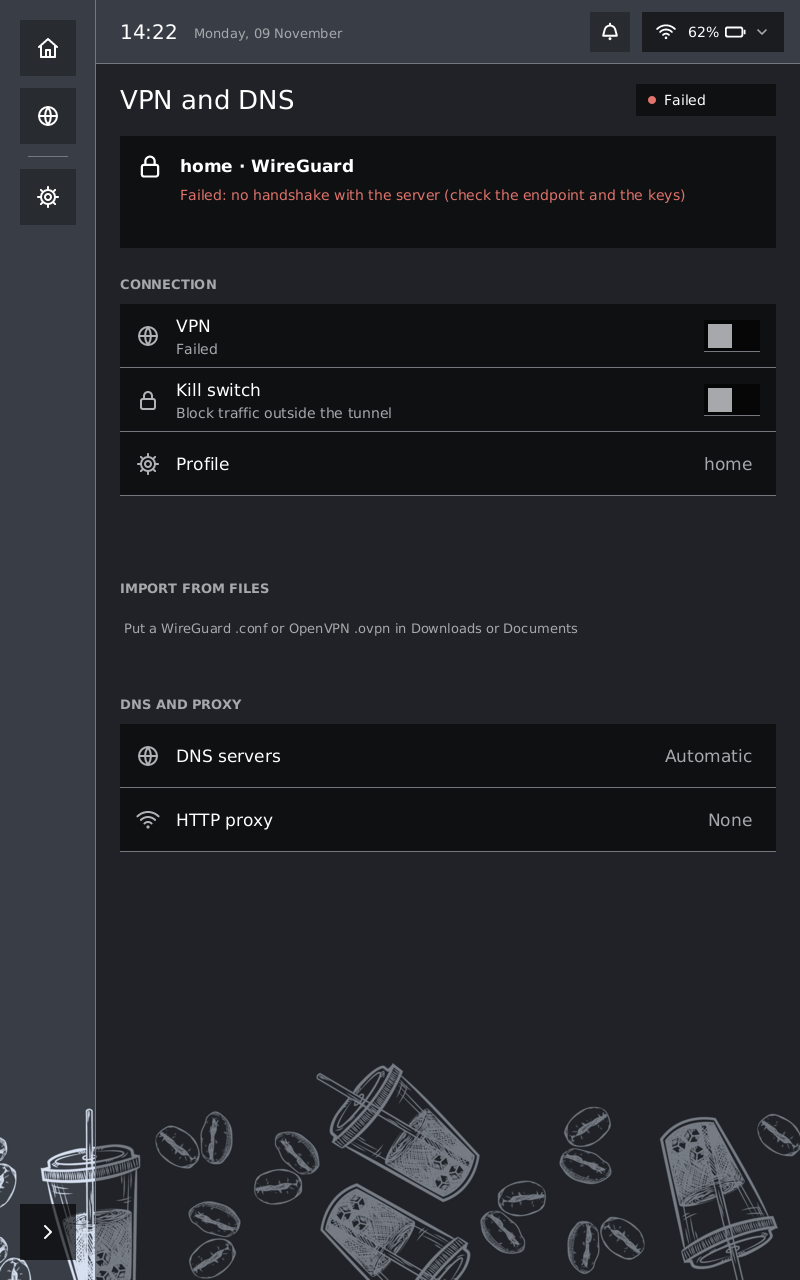 14:22 Monday, 09 November
62%
VPN and DNS
Failed
home · WireGuard
Failed: no handshake with the server (check the endpoint and the keys)
CONNECTION
VPN
Failed
Kill switch
Block traffic outside the tunnel
Profile home
IMPORT FROM FILES
Put a WireGuard .conf or OpenVPN .ovpn in Downloads or Documents
DNS AND PROXY
DNS servers Automatic
HTTP proxy None